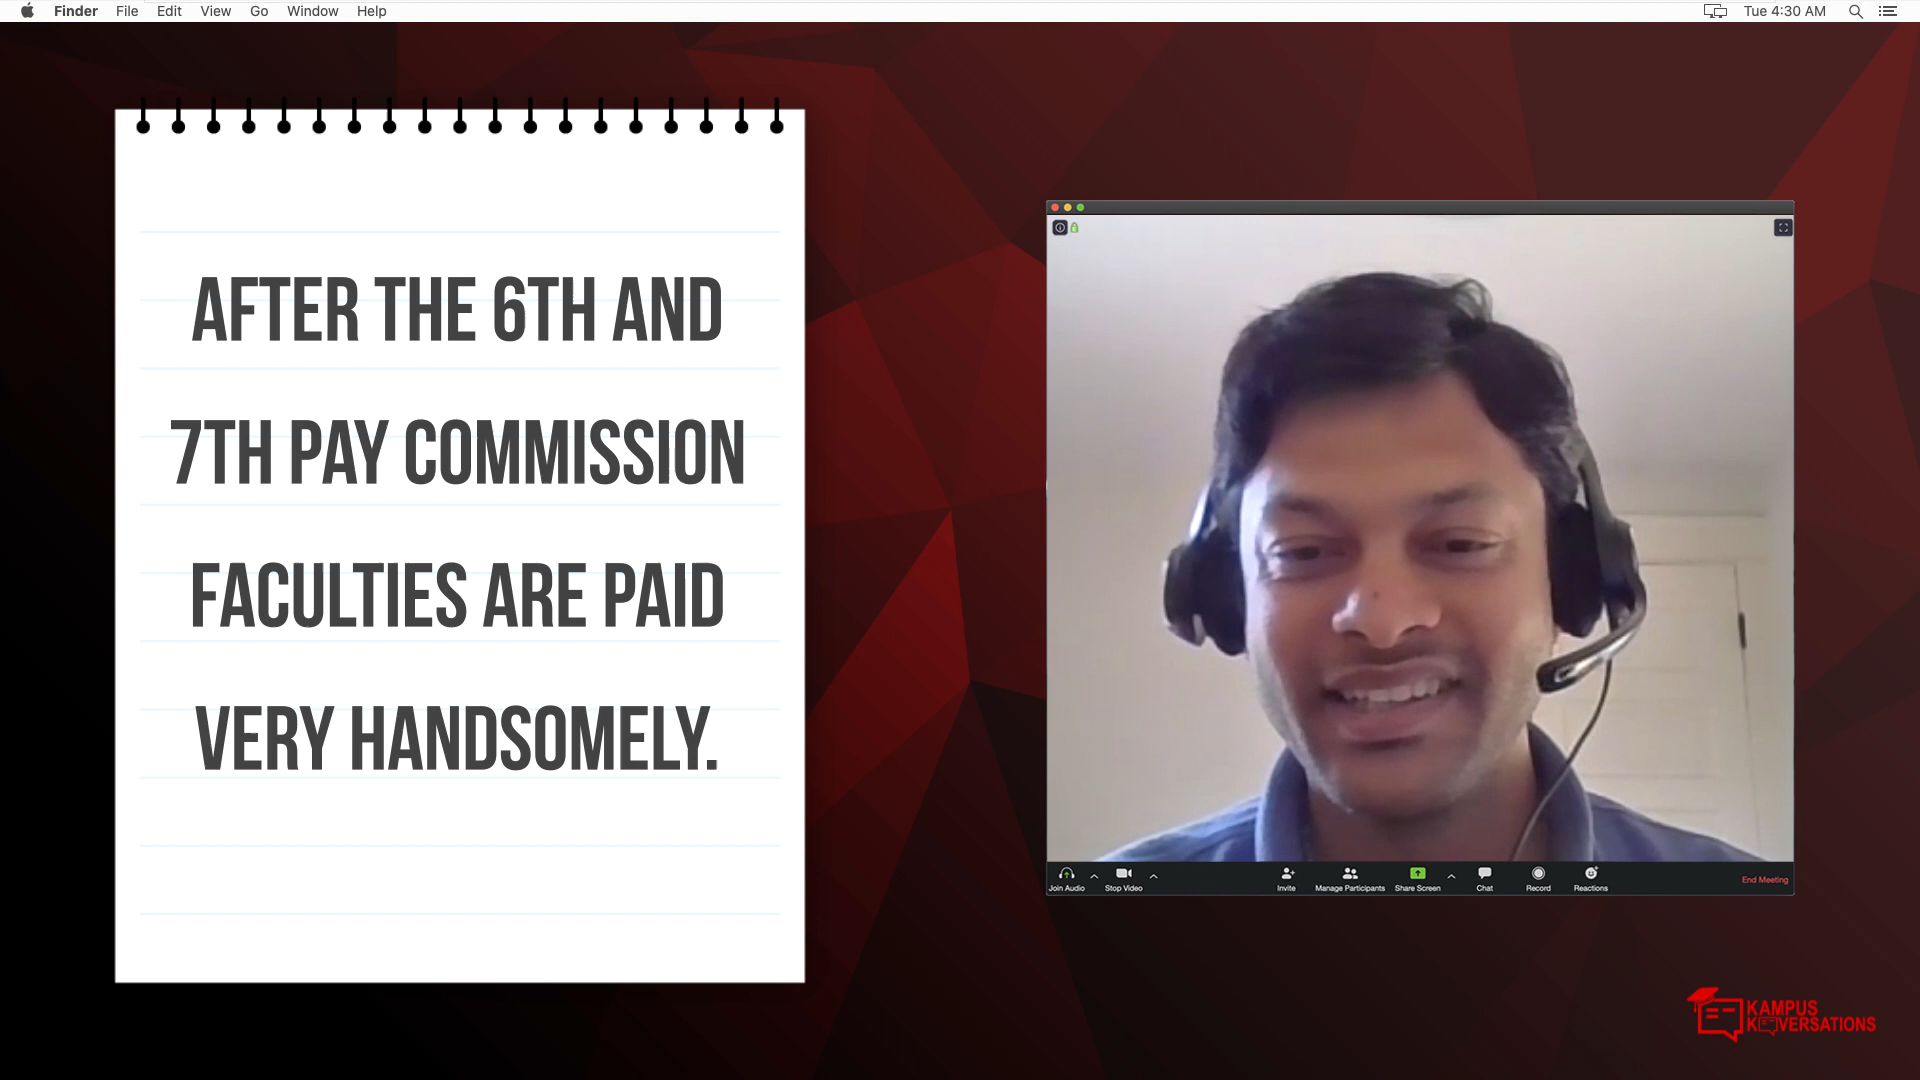 Finder File Edit View Go Window Help Tue 4:30 AM
AFTER THE 6TH AND
7TH PAY COMMISSION
FACULTIES ARE PAID
VERY HANDSOMELY.
Join Audio Stop Video Invite Manage Participants Share Screen Chat Record Reactions End Meeting
KAMPUS
KONVERSATIONS